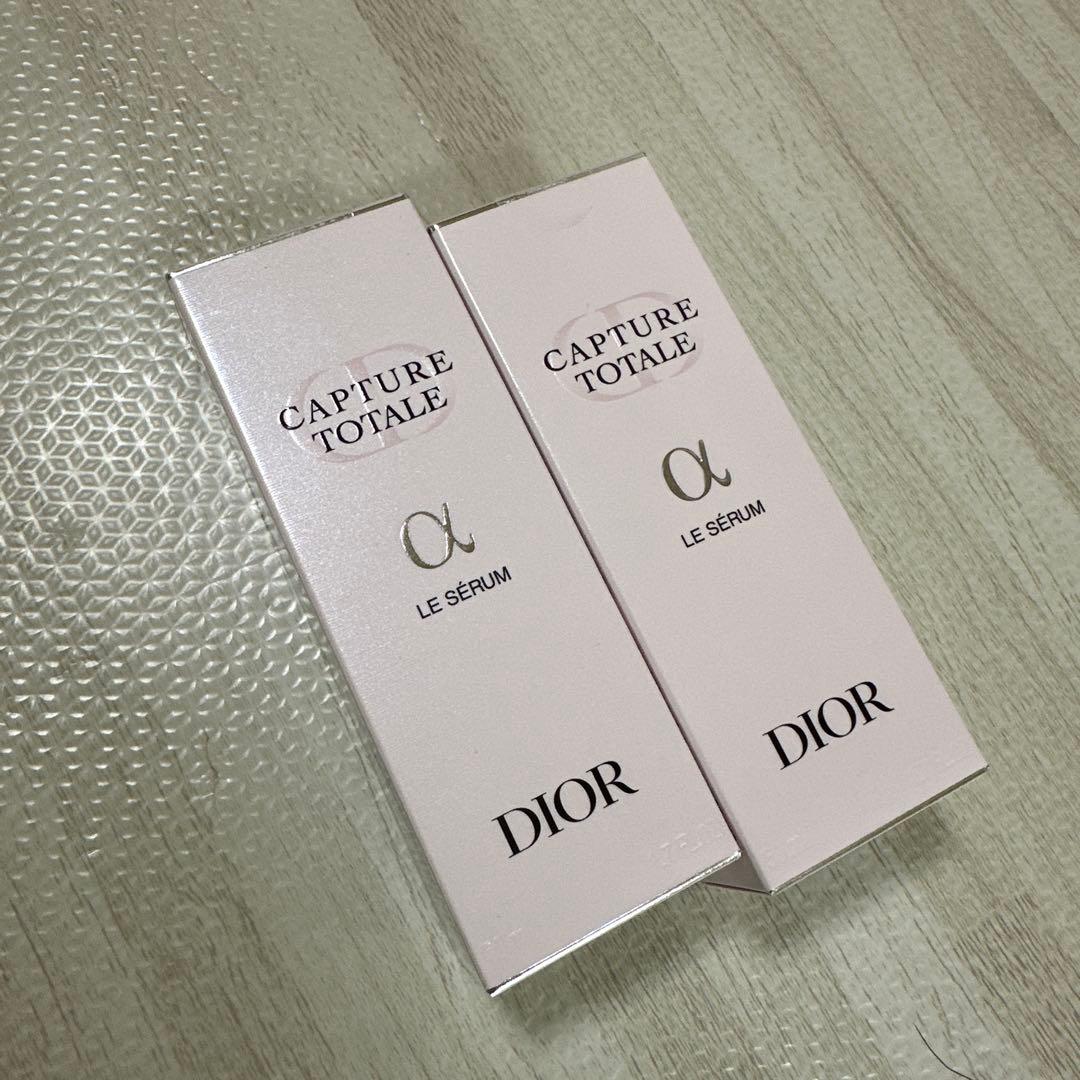 CAPTURE
TOTALE
α
LE SÉRUM
DIOR
CAPTURE
TOTALE
α
LE SÉRUM
DIOR